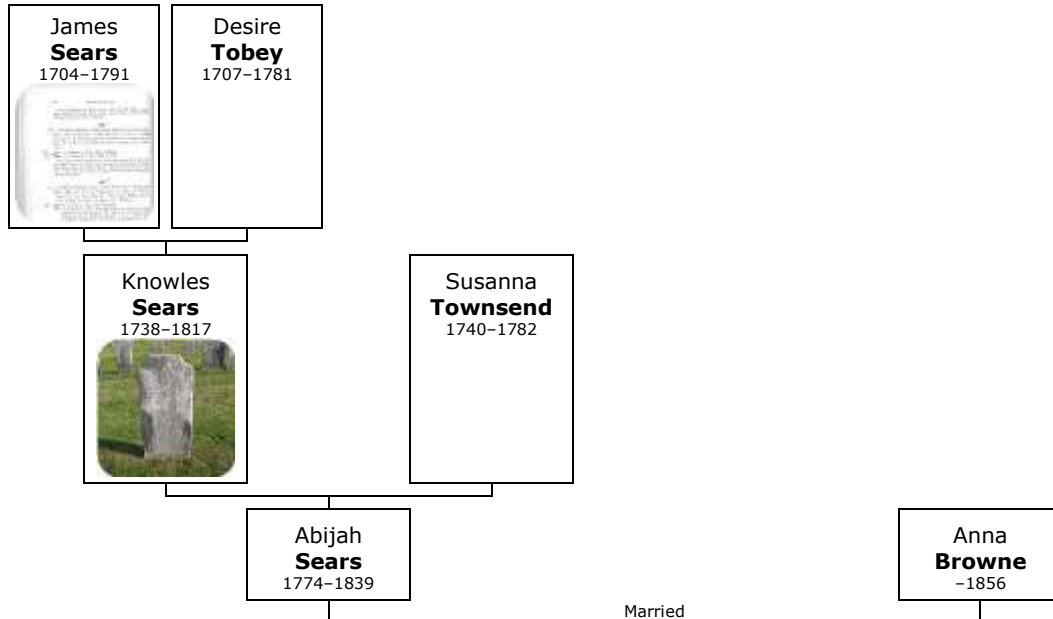 James
Sears
1704–1791
Desire
Tobey
1707–1781
Knowles
Sears
1738–1817
Susanna
Townsend
1740–1782
Abijah
Sears
1774–1839
Anna
Browne
–1856
Married